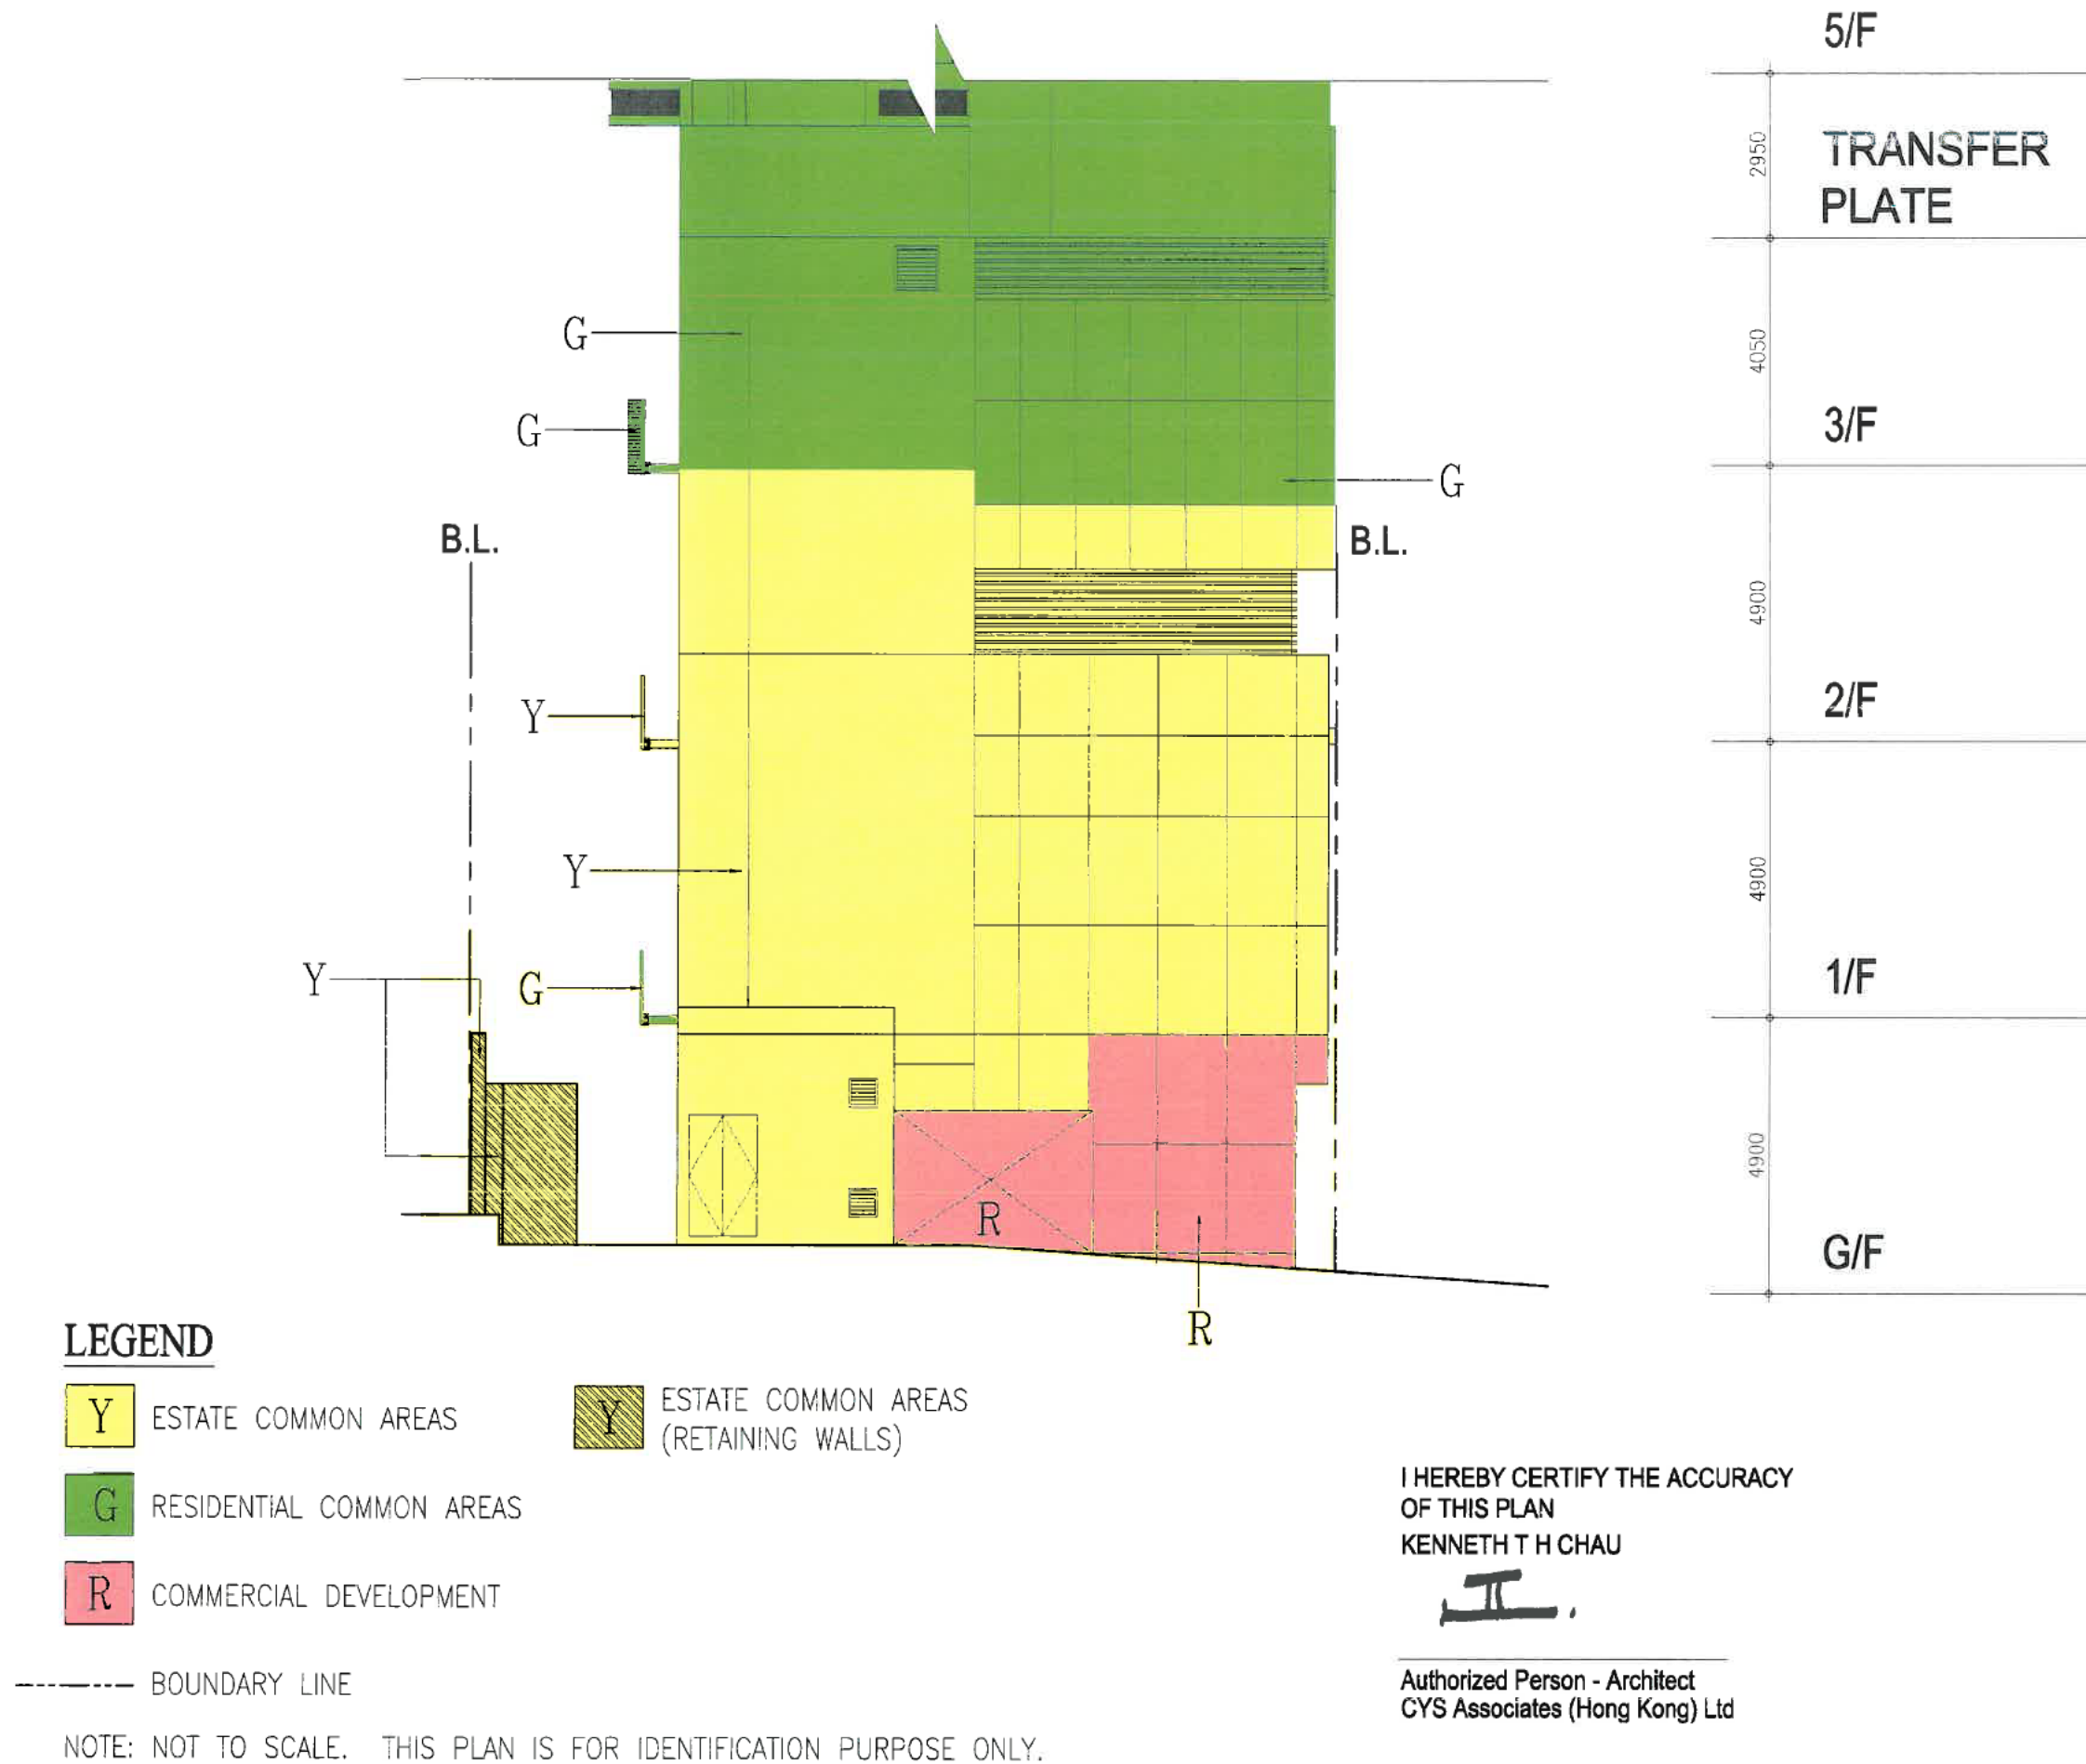 5/F
2950
TRANSFER
PLATE
4050
G
3/F
G
G
B.L.
B.L.
4900
2/F
Y
4900
Y
1/F
Y
G
4900
R
G/F
R
LEGEND
Y ESTATE COMMON AREAS
Y ESTATE COMMON AREAS
(RETAINING WALLS)
G RESIDENTIAL COMMON AREAS
R COMMERCIAL DEVELOPMENT
BOUNDARY LINE
NOTE: NOT TO SCALE. THIS PLAN IS FOR IDENTIFICATION PURPOSE ONLY.
I HEREBY CERTIFY THE ACCURACY
OF THIS PLAN
KENNETH T H CHAU
Authorized Person - Architect
CYS Associates (Hong Kong) Ltd